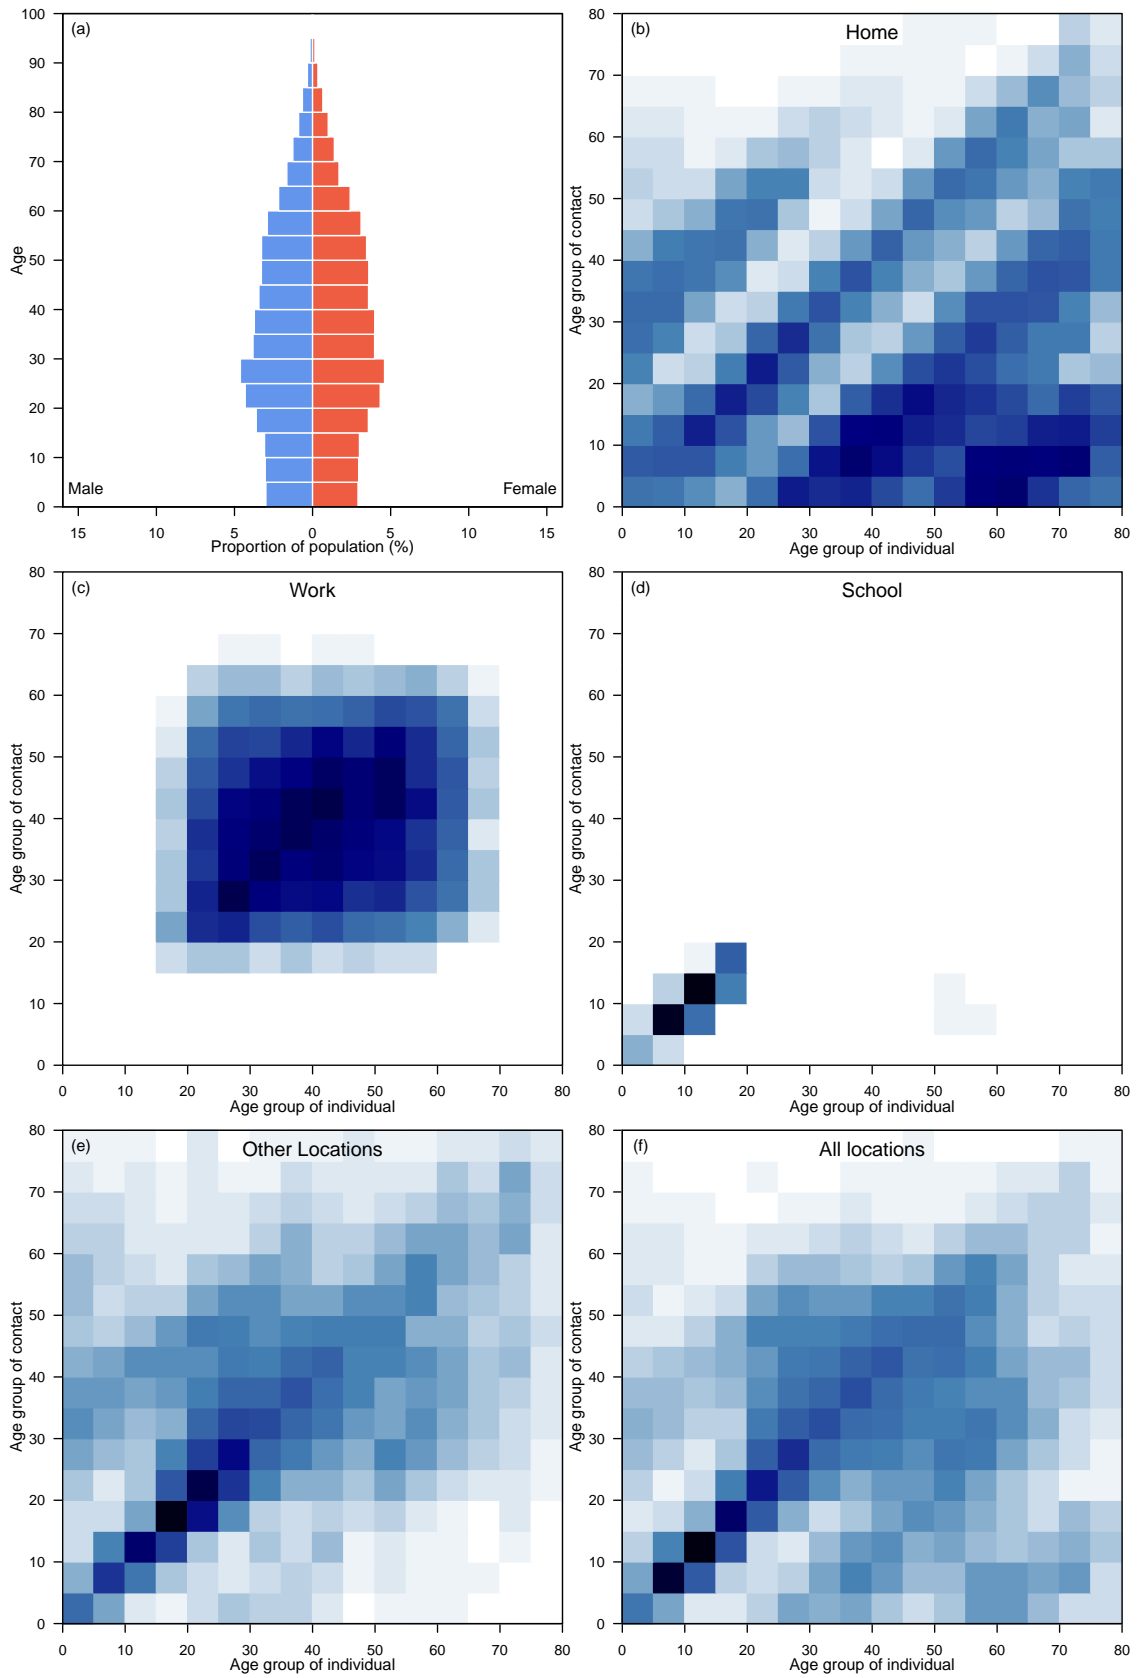 (a)
100
90
80
70
60
50
40
30
20
10
0
Age
Male
Female
15 10 5 0 5 10 15
Proportion of population (%)
(b)
Home
80
70
60
50
40
30
20
10
0
Age group of contact
0 10 20 30 40 50 60 70 80
Age group of individual
(c)
Work
80
70
60
50
40
30
20
10
0
Age group of contact
0 10 20 30 40 50 60 70 80
Age group of individual
(d)
School
80
70
60
50
40
30
20
10
0
Age group of contact
0 10 20 30 40 50 60 70 80
Age group of individual
(e)
Other Locations
80
70
60
50
40
30
20
10
0
Age group of contact
0 10 20 30 40 50 60 70 80
Age group of individual
(f)
All locations
80
70
60
50
40
30
20
10
0
Age group of contact
0 10 20 30 40 50 60 70 80
Age group of individual